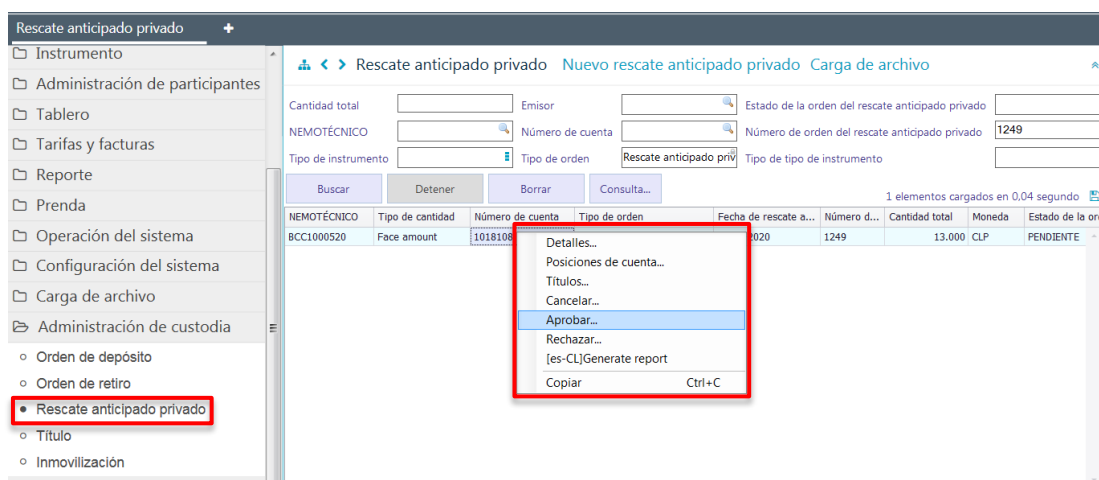 Rescate anticipado privado +
Instrumento
Administración de participantes
Tablero
Tarifas y facturas
Reporte
Prenda
Operación del sistema
Configuración del sistema
Carga de archivo
Administración de custodia
Orden de depósito
Orden de retiro
Rescate anticipado privado
Título
Inmovilización
Rescate anticipado privado Nuevo rescate anticipado privado Carga de archivo
Cantidad total Emisor Estado de la orden del rescate anticipado privado
NEMOTÉCNICO Número de cuenta Número de orden del rescate anticipado privado 1249
Tipo de instrumento Tipo de orden Rescate anticipado priv Tipo de tipo de instrumento
Buscar Detener Borrar Consulta...
1 elementos cargados en 0,04 segundo
NEMOTÉCNICO Tipo de cantidad Número de cuenta Tipo de orden Fecha de rescate a... Número d... Cantidad total Moneda Estado de la or
BCC1000520 Face amount 1018108 2020 1249 13.000 CLP PENDIENTE
Detalles...
Posiciones de cuenta...
Títulos...
Cancelar...
Aprobar...
Rechazar...
[es-CL]Generate report
Copiar Ctrl+C